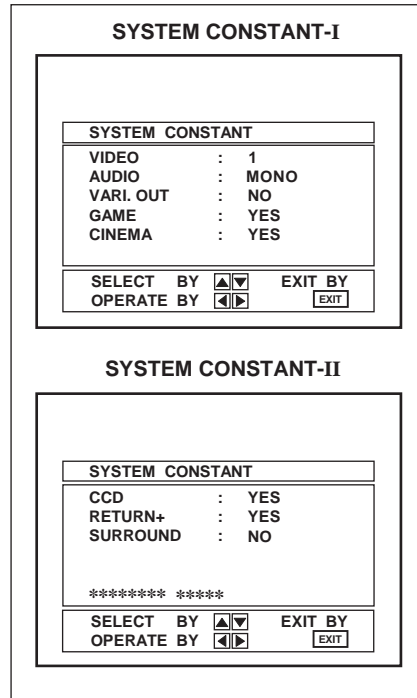 SYSTEM CONSTANT-I
SYSTEM CONSTANT
VIDEO : 1
AUDIO : MONO
VARI. OUT : NO
GAME : YES
CINEMA : YES
SELECT BY ▲▼ EXIT BY
OPERATE BY ◀▶ EXIT
SYSTEM CONSTANT-II
SYSTEM CONSTANT
CCD : YES
RETURN+ : YES
SURROUND : NO
******** *****
SELECT BY ▲▼ EXIT BY
OPERATE BY ◀▶ EXIT